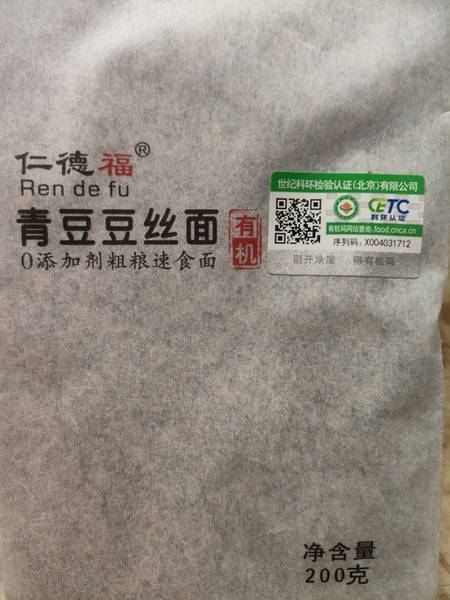 仁德福®
Ren de fu
青豆豆丝面
有机
0添加剂粗粮速食面
世纪科环检验认证(北京)有限公司
CETC
科环认证
有机码网站查询: food.cnca.cn
序列码: X004031712
刮开涂层 得有机码
净含量
200克